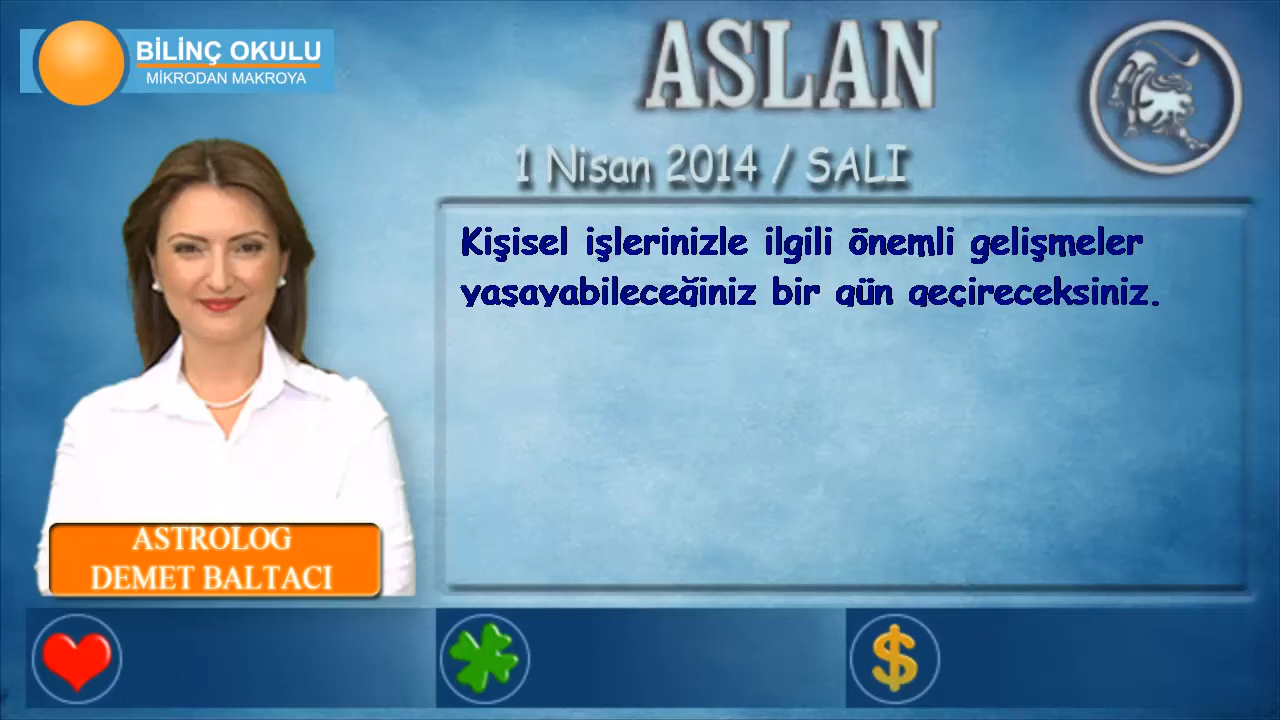 BİLİNÇ OKULU
MİKRODAN MAKROYA
ASLAN
1 Nisan 2014 / SALI
Kişisel işlerinizle ilgili önemli gelişmeler
yaşayabileceğiniz bir gün geçireceksiniz.
ASTROLOG
DEMET BALTACI